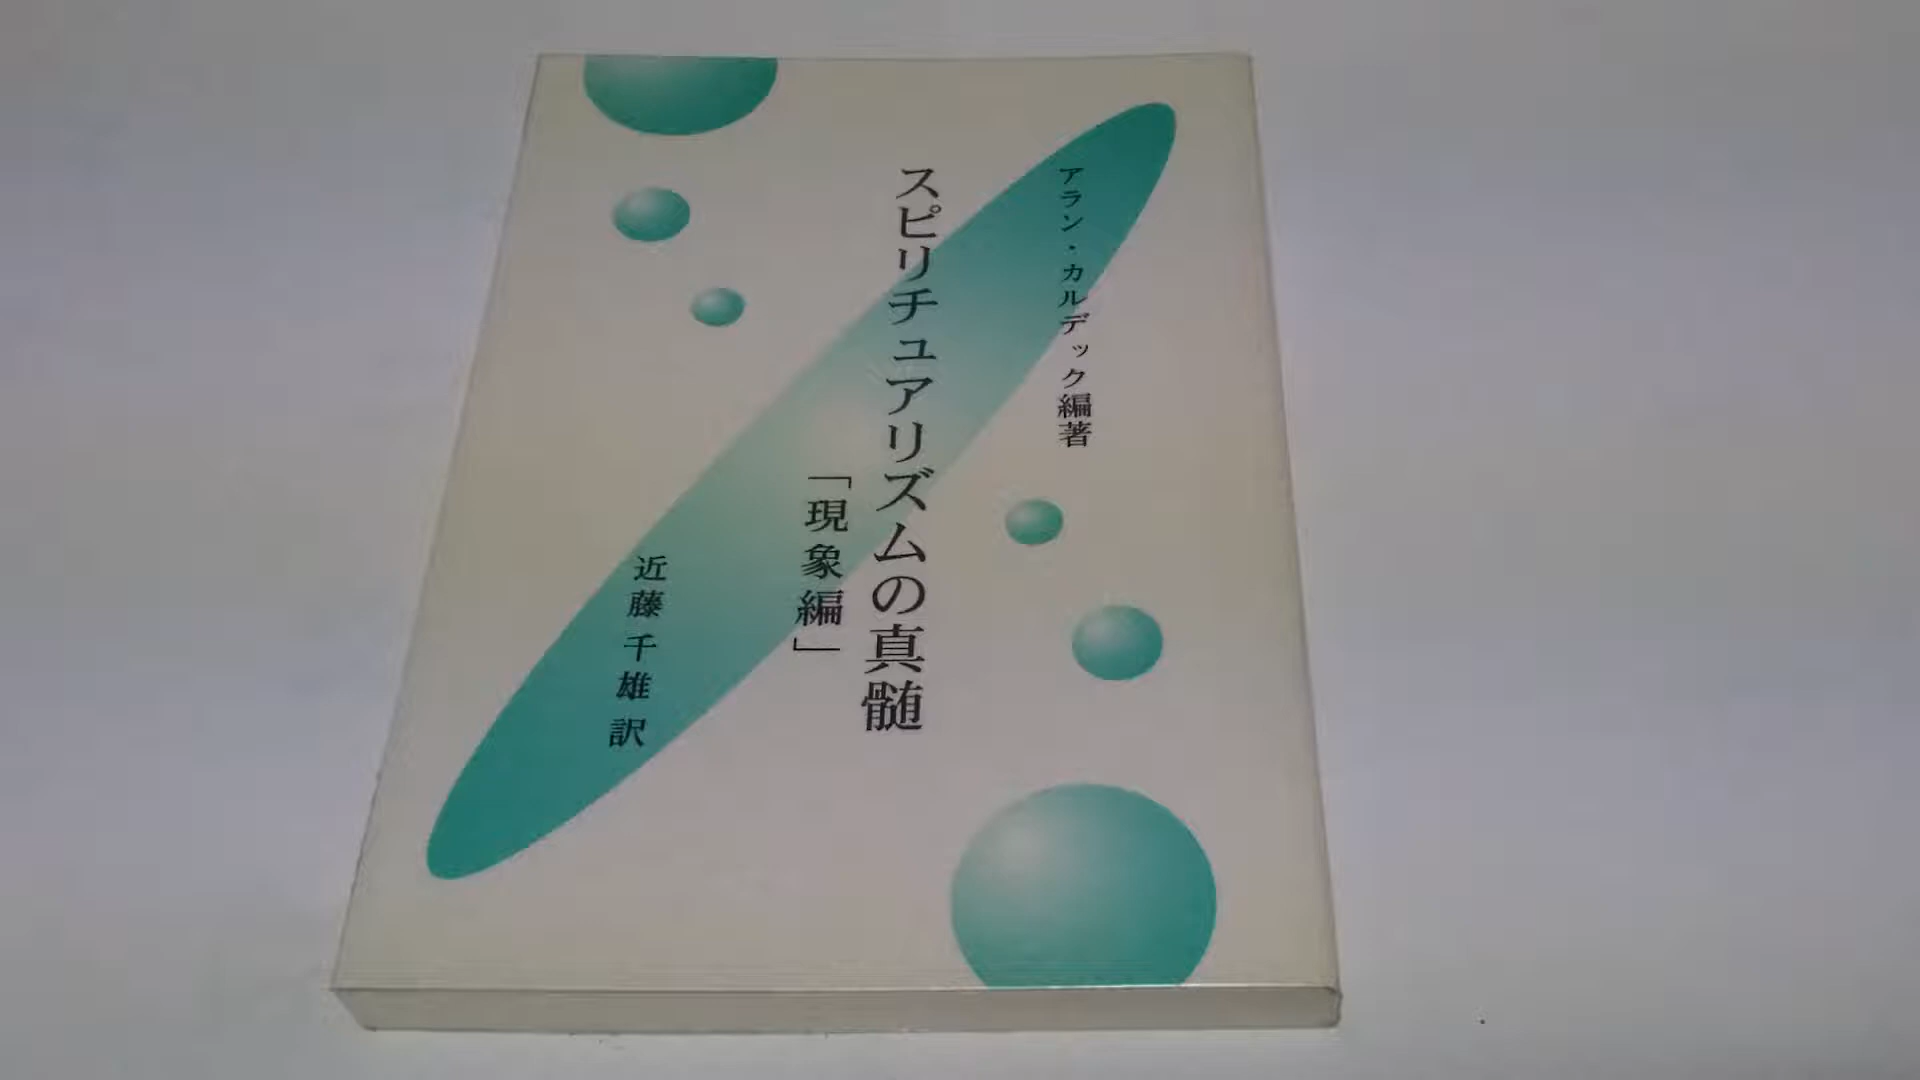 アラン・カルデック編著
スピリチュアリズムの真髄
「現象編」
近藤千雄訳